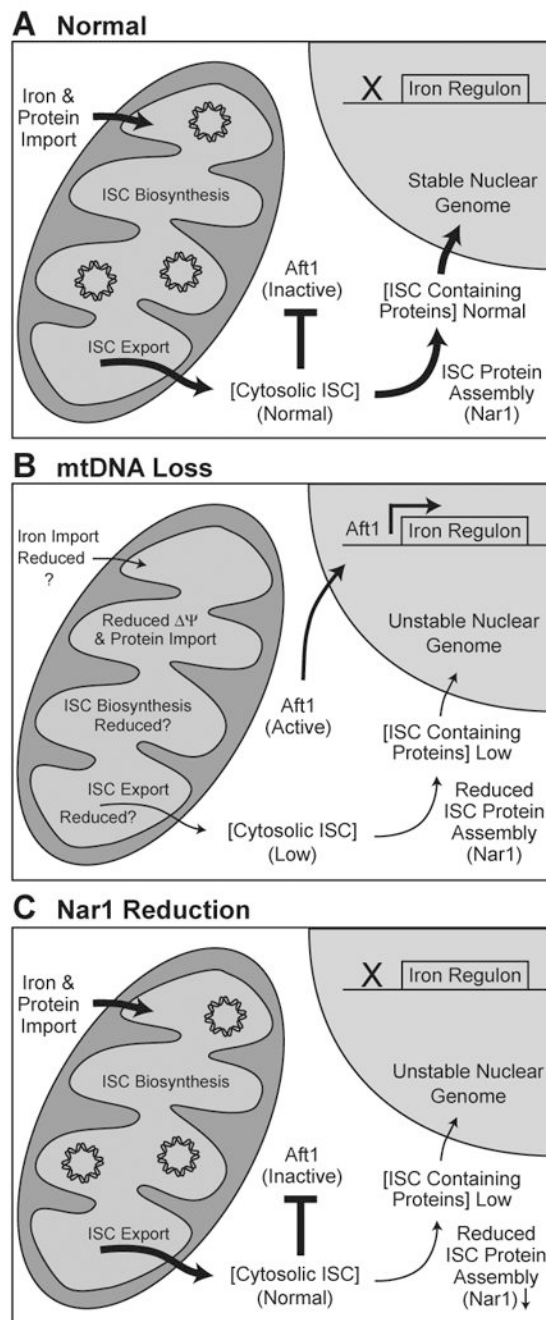 A Normal
Iron &
Protein
Import
X
Iron Regulon
ISC Biosynthesis
Stable Nuclear
Genome
Aft1
(Inactive)
[ISC Containing
Proteins] Normal
ISC Export
[Cytosolic ISC]
(Normal)
ISC Protein
Assembly
(Nar1)
B mtDNA Loss
Iron Import
Reduced
?
Aft1
Iron Regulon
Reduced ΔΨ
& Protein Import
Unstable Nuclear
Genome
ISC Biosynthesis
Reduced?
Aft1
(Active)
[ISC Containing
Proteins] Low
ISC Export
Reduced?
[Cytosolic ISC]
(Low)
Reduced
ISC Protein
Assembly
(Nar1)
C Nar1 Reduction
Iron &
Protein
Import
X
Iron Regulon
ISC Biosynthesis
Unstable Nuclear
Genome
Aft1
(Inactive)
[ISC Containing
Proteins] Low
ISC Export
[Cytosolic ISC]
(Normal)
Reduced
ISC Protein
Assembly
(Nar1)